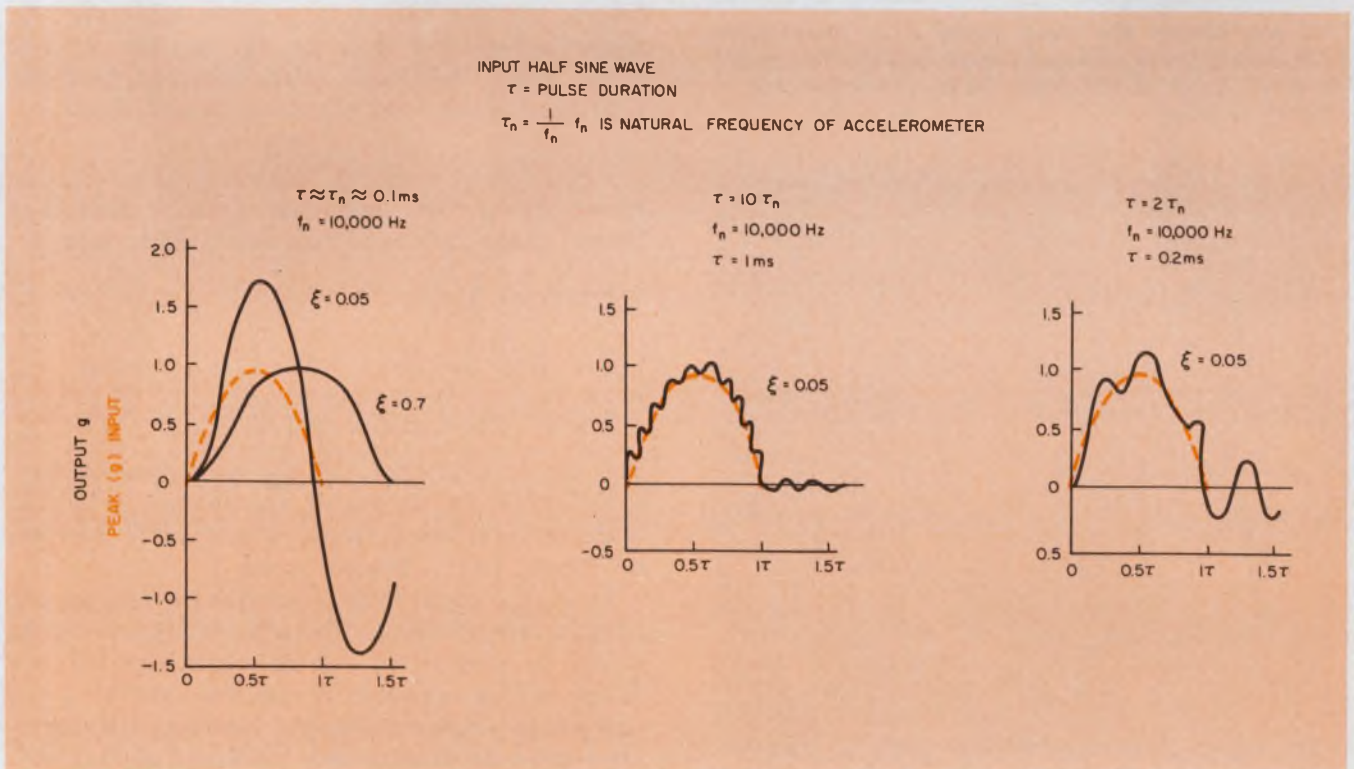 INPUT HALF SINE WAVE
τ = PULSE DURATION
τn = 1/fn fn IS NATURAL FREQUENCY OF ACCELEROMETER
τ ≈ τn ≈ 0.1ms
fn = 10,000 Hz
2.0
1.5
1.0
0.5
0
-0.5
-1.0
-1.5
OUTPUT g
PEAK (g) INPUT
ξ = 0.05
ξ = 0.7
0 0.5τ 1τ 1.5τ
τ = 10 τn
fn = 10,000 Hz
τ = 1ms
1.5
1.0
0.5
0
-0.5
ξ = 0.05
0 0.5τ 1τ 1.5τ
τ = 2 τn
fn = 10,000 Hz
τ = 0.2ms
1.5
1.0
0.5
0
0.5
ξ = 0.05
0 0.5τ 1τ 1.5τ